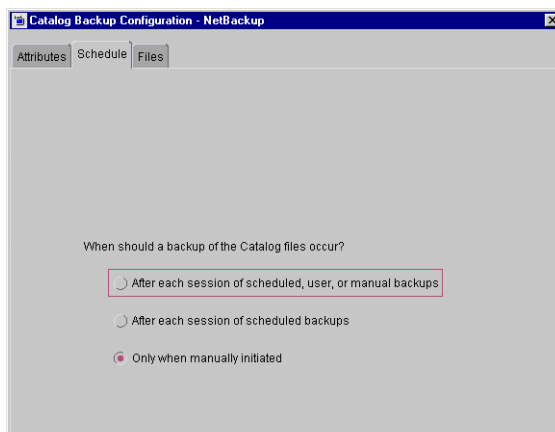 Catalog Backup Configuration - NetBackup
Attributes Schedule Files
When should a backup of the Catalog files occur?
After each session of scheduled, user, or manual backups
After each session of scheduled backups
Only when manually initiated